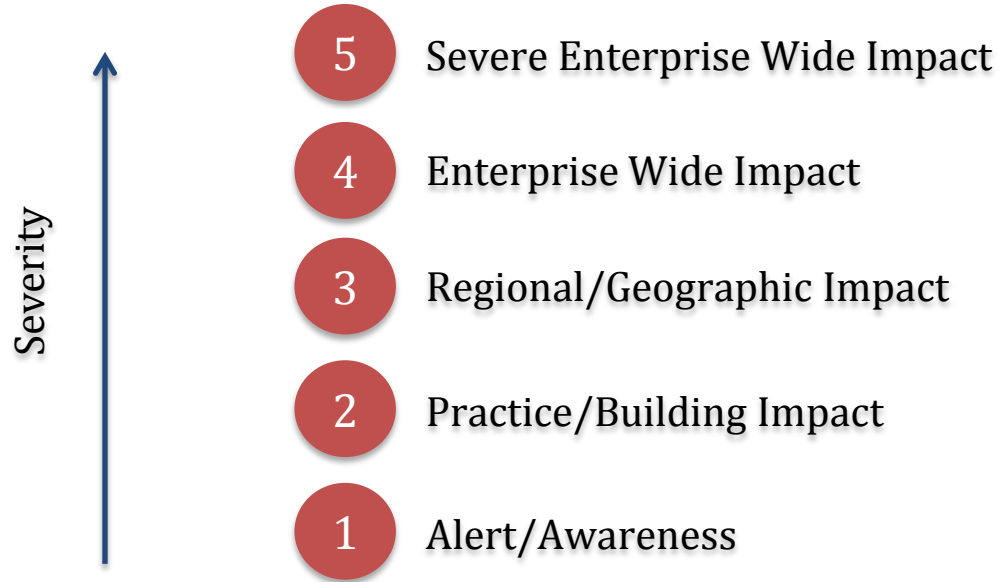 5 Severe Enterprise Wide Impact
4 Enterprise Wide Impact
Severity
3 Regional/Geographic Impact
2 Practice/Building Impact
1 Alert/Awareness